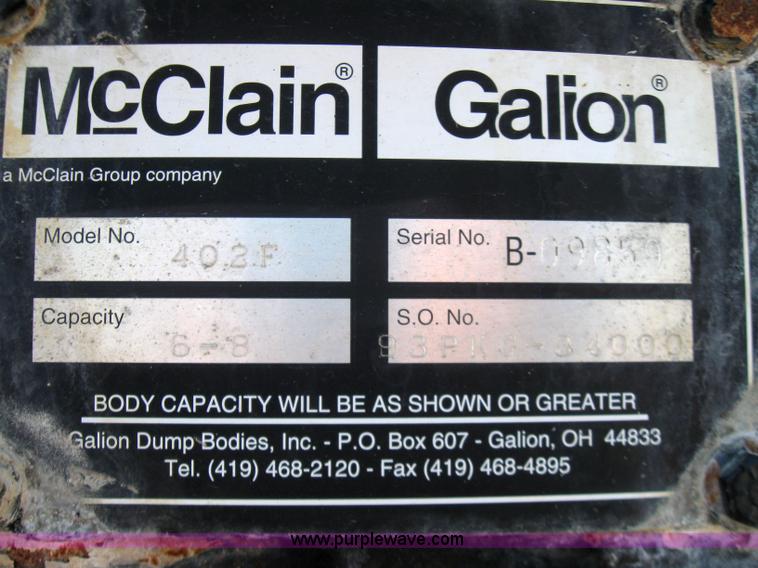 McClain® Galion®
a McClain Group company
Model No. 402F Serial No. B-
Capacity 6-8 S.O. No.
BODY CAPACITY WILL BE AS SHOWN OR GREATER
Galion Dump Bodies, Inc. - P.O. Box 607 - Galion, OH 44833
Tel. (419) 468-2120 - Fax (419) 468-4895
www.purplewave.com